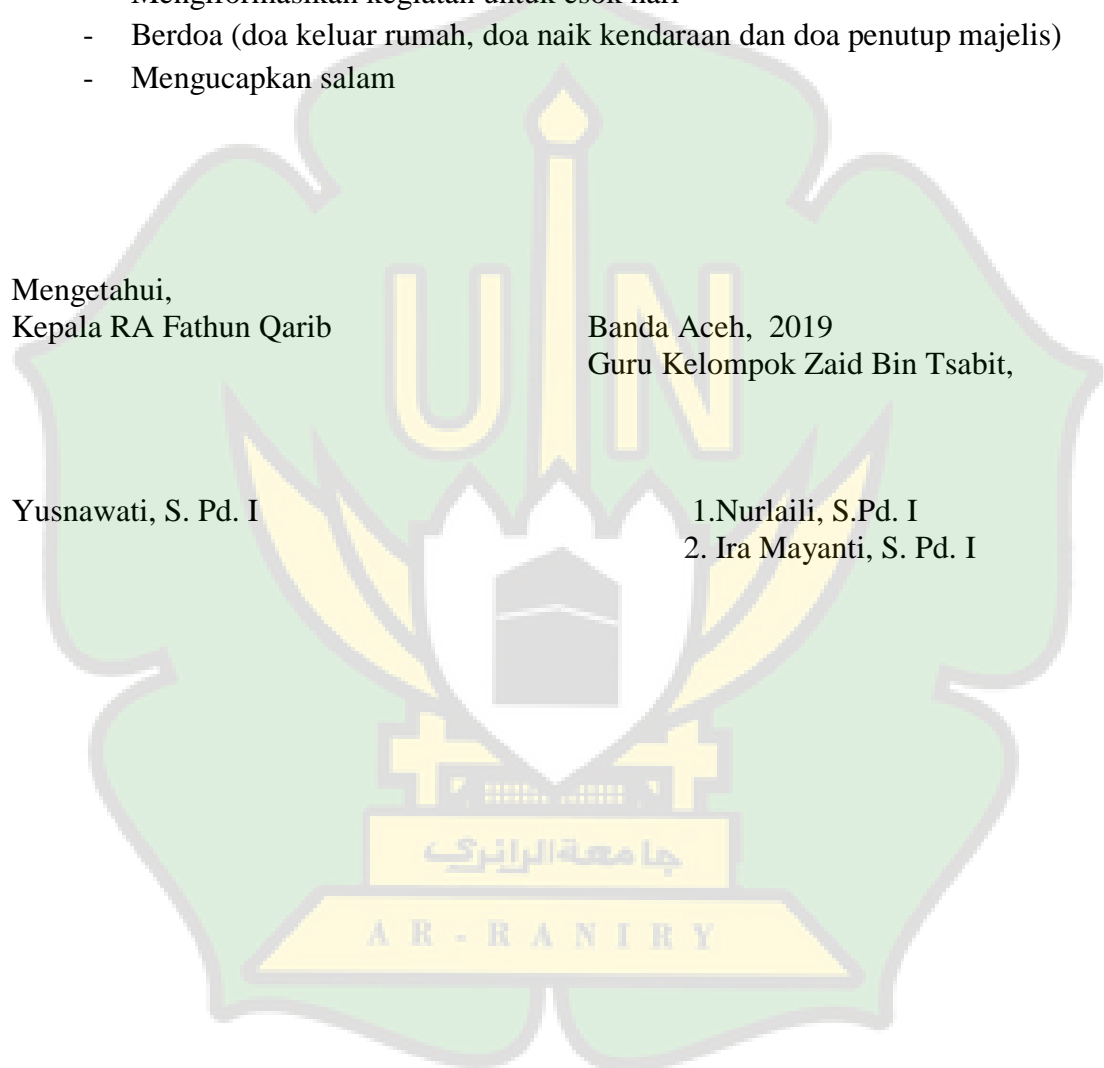 Mengiformasikan kegiatan untuk esok hari
- Berdoa (doa keluar rumah, doa naik kendaraan dan doa penutup majelis)
- Mengucapkan salam
Mengetahui,
Kepala RA Fathun Qarib
Banda Aceh, 2019
Guru Kelompok Zaid Bin Tsabit,
Yusnawati, S. Pd. I
1.Nurlaili, S.Pd. I
2. Ira Mayanti, S. Pd. I
UIN
جامعة الرانري
AR-RANIRY